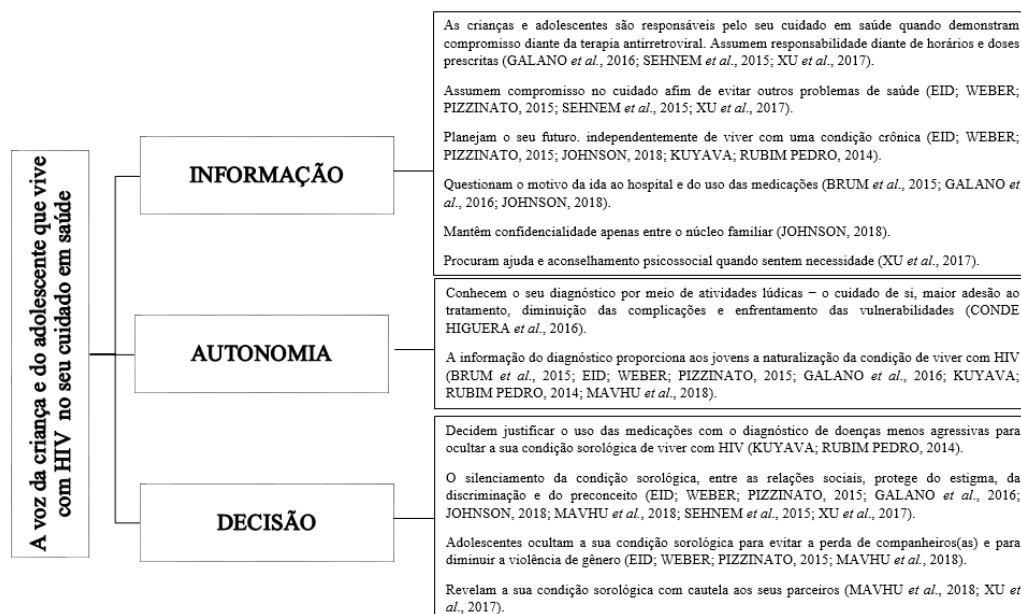 A voz da criança e do adolescente que vive
com HIV no seu cuidado em saúde
INFORMAÇÃO
As crianças e adolescentes são responsáveis pelo seu cuidado em saúde quando demonstram
compromisso diante da terapia antirretroviral. Assumem responsabilidade diante de horários e doses
prescritas (GALANO et al., 2016; SEHNEM et al., 2015; XU et al., 2017).
Assumem compromisso no cuidado afim de evitar outros problemas de saúde (EID; WEBER;
PIZZINATO, 2015; SEHNEM et al., 2015; XU et al., 2017).
Planejam o seu futuro. independentemente de viver com uma condição crônica (EID; WEBER;
PIZZINATO, 2015; JOHNSON, 2018; KUYAVA; RUBIM PEDRO, 2014).
Questionam o motivo da ida ao hospital e do uso das medicações (BRUM et al., 2015; GALANO et
al., 2016; JOHNSON, 2018).
Mantêm confidencialidade apenas entre o núcleo familiar (JOHNSON, 2018).
Procuram ajuda e aconselhamento psicossocial quando sentem necessidade (XU et al., 2017).
AUTONOMIA
Conhecem o seu diagnóstico por meio de atividades lúdicas – o cuidado de si, maior adesão ao
tratamento, diminuição das complicações e enfrentamento das vulnerabilidades (CONDE
HIGUERA et al., 2016).
A informação do diagnóstico proporciona aos jovens a naturalização da condição de viver com HIV
(BRUM et al., 2015; EID; WEBER; PIZZINATO, 2015; GALANO et al., 2016; KUYAVA;
RUBIM PEDRO, 2014; MAVHU et al., 2018).
DECISÃO
Decidem justificar o uso das medicações com o diagnóstico de doenças menos agressivas para
ocultar a sua condição sorológica de viver com HIV (KUYAVA; RUBIM PEDRO, 2014).
O silenciamento da condição sorológica, entre as relações sociais, protege do estigma, da
discriminação e do preconceito (EID; WEBER; PIZZINATO, 2015; GALANO et al., 2016;
JOHNSON, 2018; MAVHU et al., 2018; SEHNEM et al., 2015; XU et al., 2017).
Adolescentes ocultam a sua condição sorológica para evitar a perda de companheiros(as) e para
diminuir a violência de gênero (EID; WEBER; PIZZINATO, 2015; MAVHU et al., 2018).
Revelam a sua condição sorológica com cautela aos seus parceiros (MAVHU et al., 2018; XU et
al., 2017).